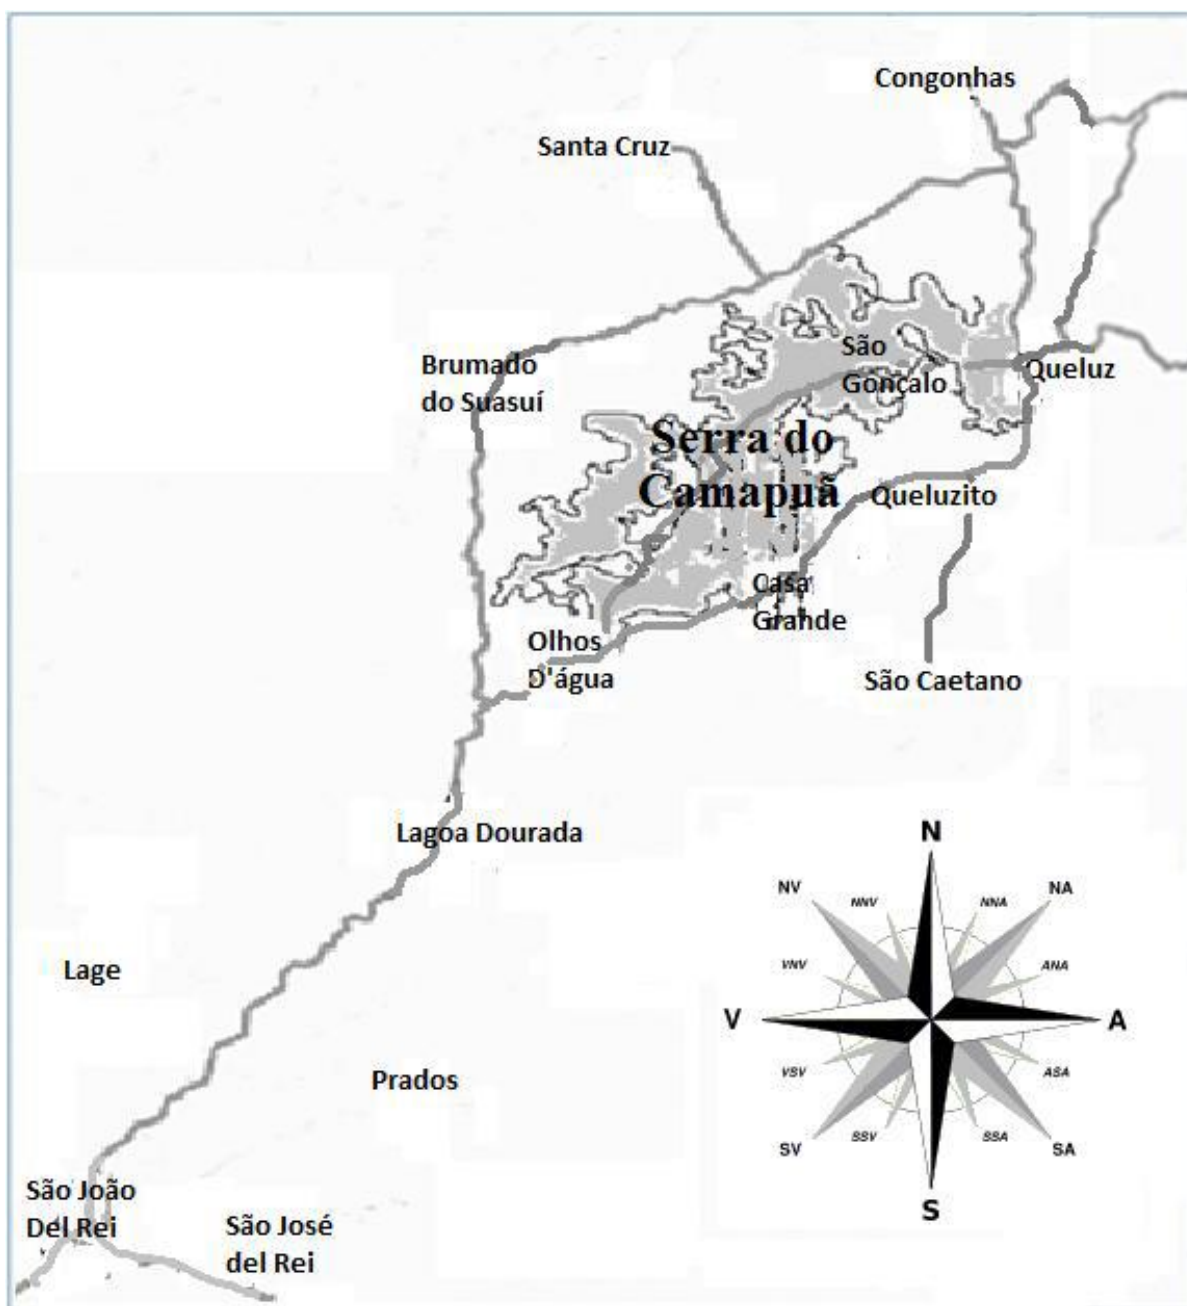 Congonhas
Santa Cruz
São
Gonçalo
Brumado
do Suasuí
Queluz
Serra do
Camapuã
Queluzito
Casa
Grande
Olhos
D'água
São Caetano
Lagoa Dourada
N
NV
NNV
NNA
NA
VNV
ANA
Lage
V
A
Prados
VSV
ASA
SV
SSV
SSA
SA
São João
Del Rei
S
São José
del Rei